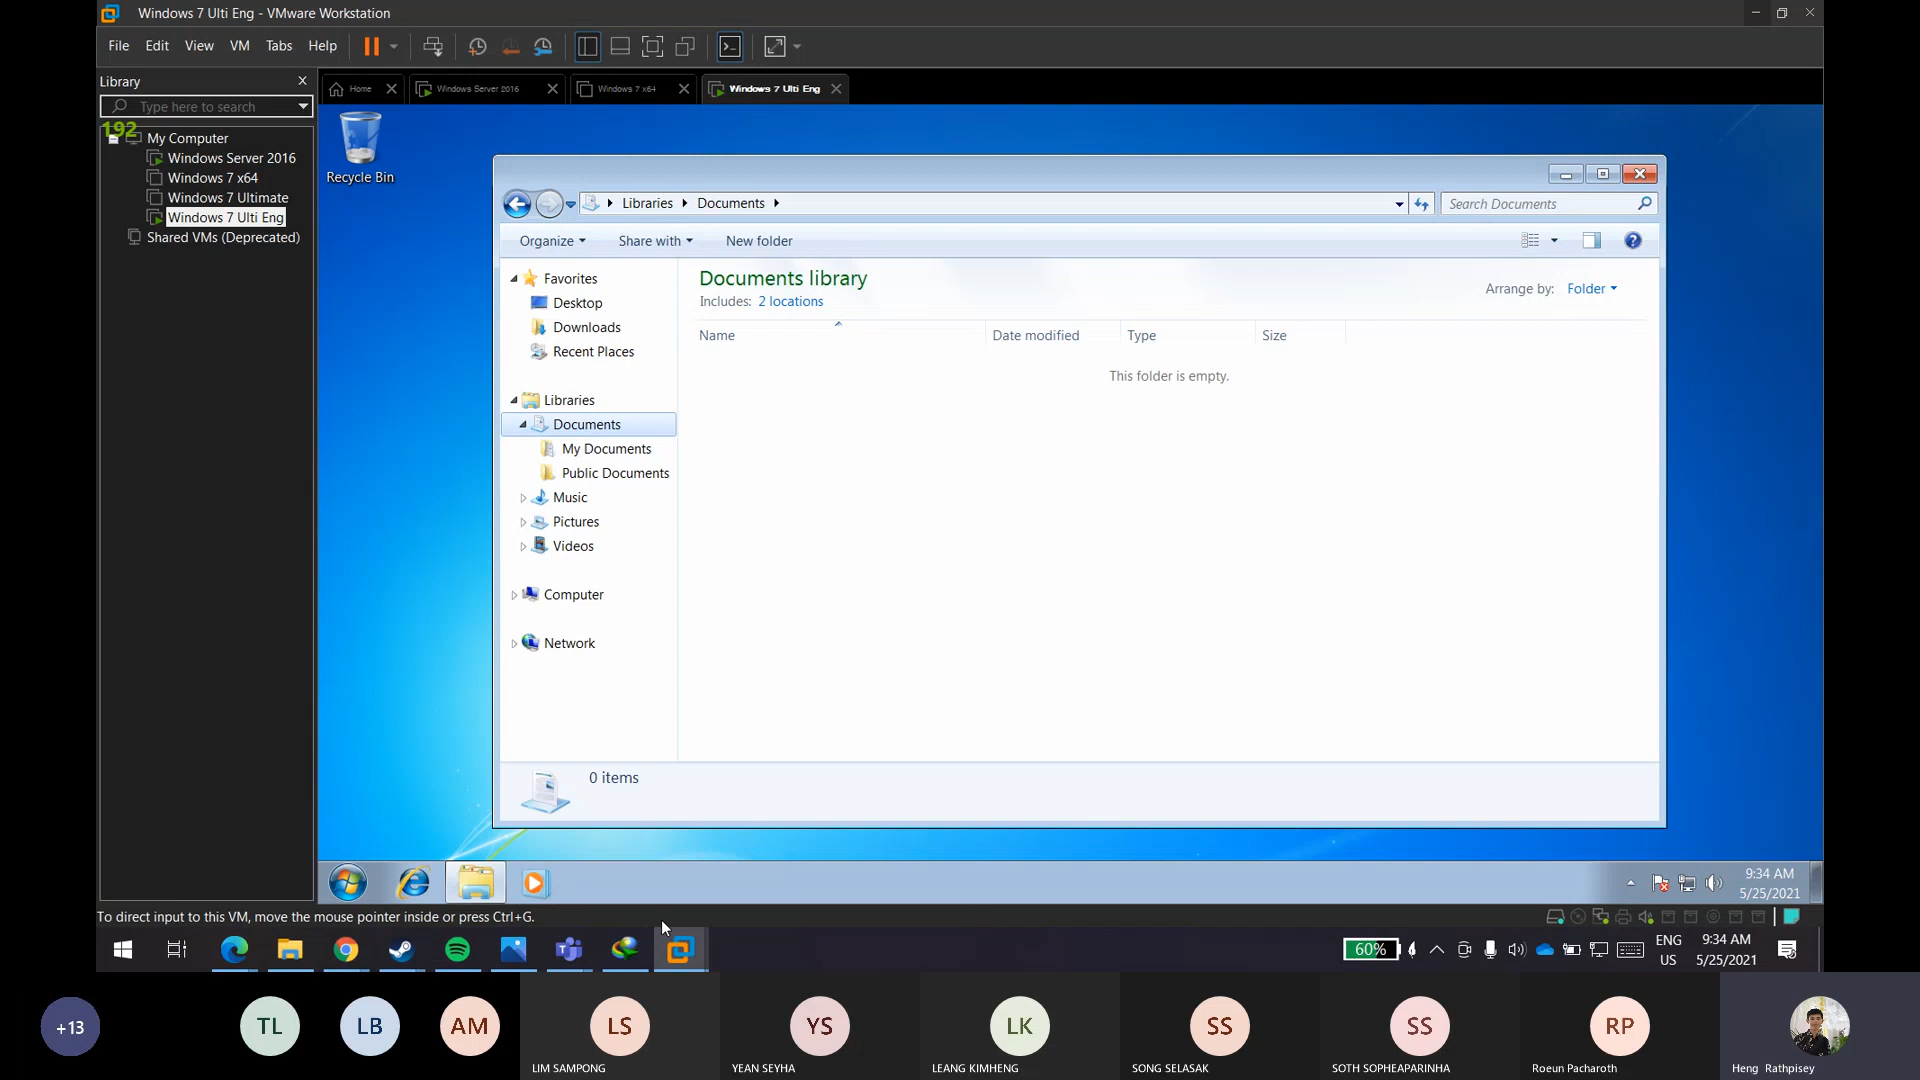 Windows 7 Ulti Eng - VMware Workstation
File Edit View VM Tabs Help
Library
Type here to search
192
My Computer
Windows Server 2016
Windows 7 x64
Windows 7 Ultimate
Windows 7 Ulti Eng
Shared VMs (Deprecated)
Home
Windows Server 2016
Windows 7 x64
Windows 7 Ulti Eng
Recycle Bin
Libraries
Documents
Search Documents
Organize
Share with
New folder
Favorites
Desktop
Downloads
Recent Places
Libraries
Documents
My Documents
Public Documents
Music
Pictures
Videos
Computer
Network
Documents library
Includes: 2 locations
Arrange by: Folder
Name
Date modified
Type
Size
This folder is empty.
0 items
9:34 AM
5/25/2021
To direct input to this VM, move the mouse pointer inside or press Ctrl+G.
60%
ENG
US
9:34 AM
5/25/2021
+13
TL
LB
AM
LS
LIM SAMPONG
YS
YEAN SEYHA
LK
LEANG KIMHENG
SS
SONG SELASAK
SS
SOTH SOPHEAPARINHA
RP
Roeun Pacharoth
Heng Rathpisey